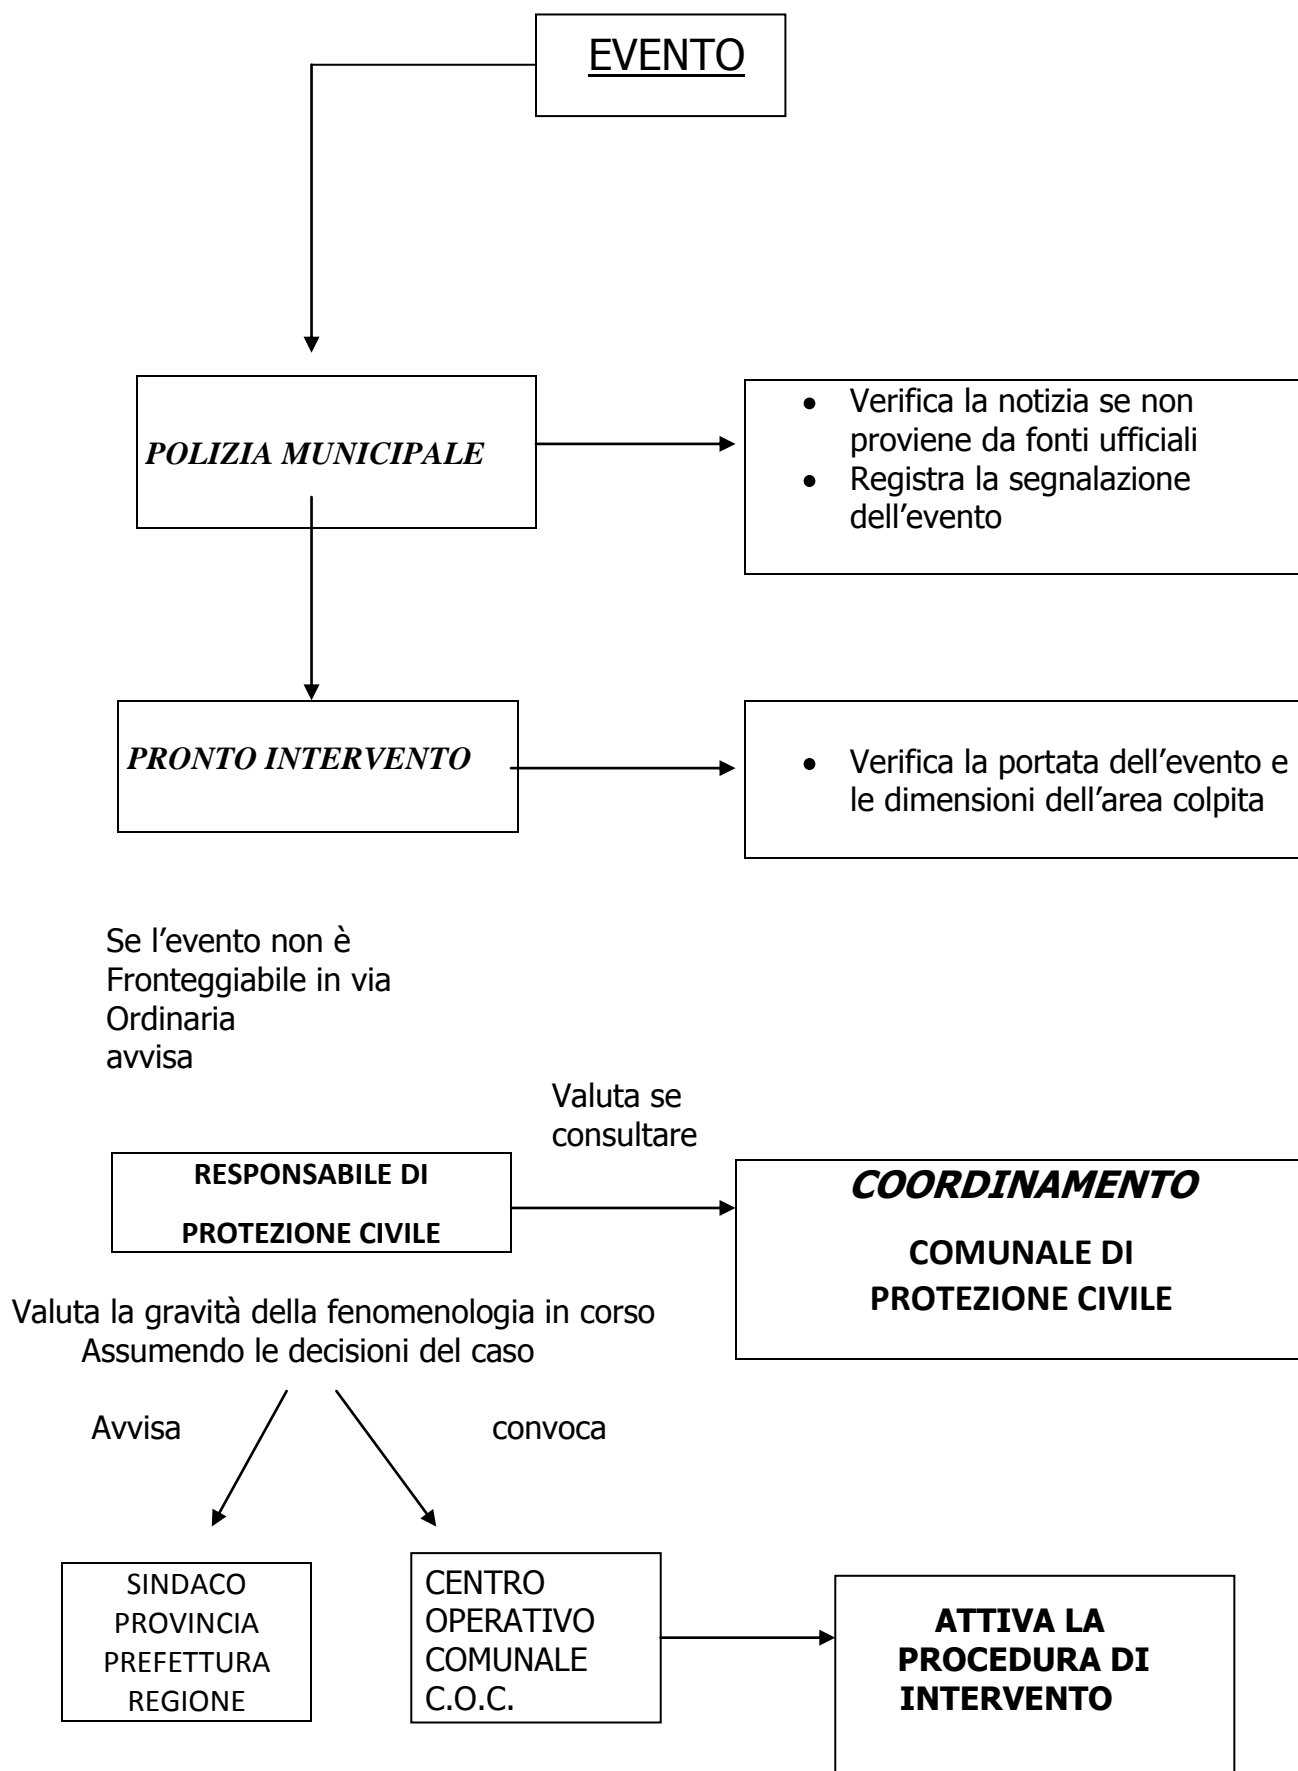 EVENTO
POLIZIA MUNICIPALE
• Verifica la notizia se non
proviene da fonti ufficiali
• Registra la segnalazione
dell’evento
PRONTO INTERVENTO
• Verifica la portata dell’evento e
le dimensioni dell’area colpita
Se l’evento non è
Fronteggiabile in via
Ordinaria
avvisa
Valuta se
consultare
RESPONSABILE DI
PROTEZIONE CIVILE
COORDINAMENTO
COMUNALE DI
PROTEZIONE CIVILE
Valuta la gravità della fenomenologia in corso
Assumendo le decisioni del caso
Avvisa
convoca
SINDACO
PROVINCIA
PREFETTURA
REGIONE
CENTRO
OPERATIVO
COMUNALE
C.O.C.
ATTIVA LA
PROCEDURA DI
INTERVENTO